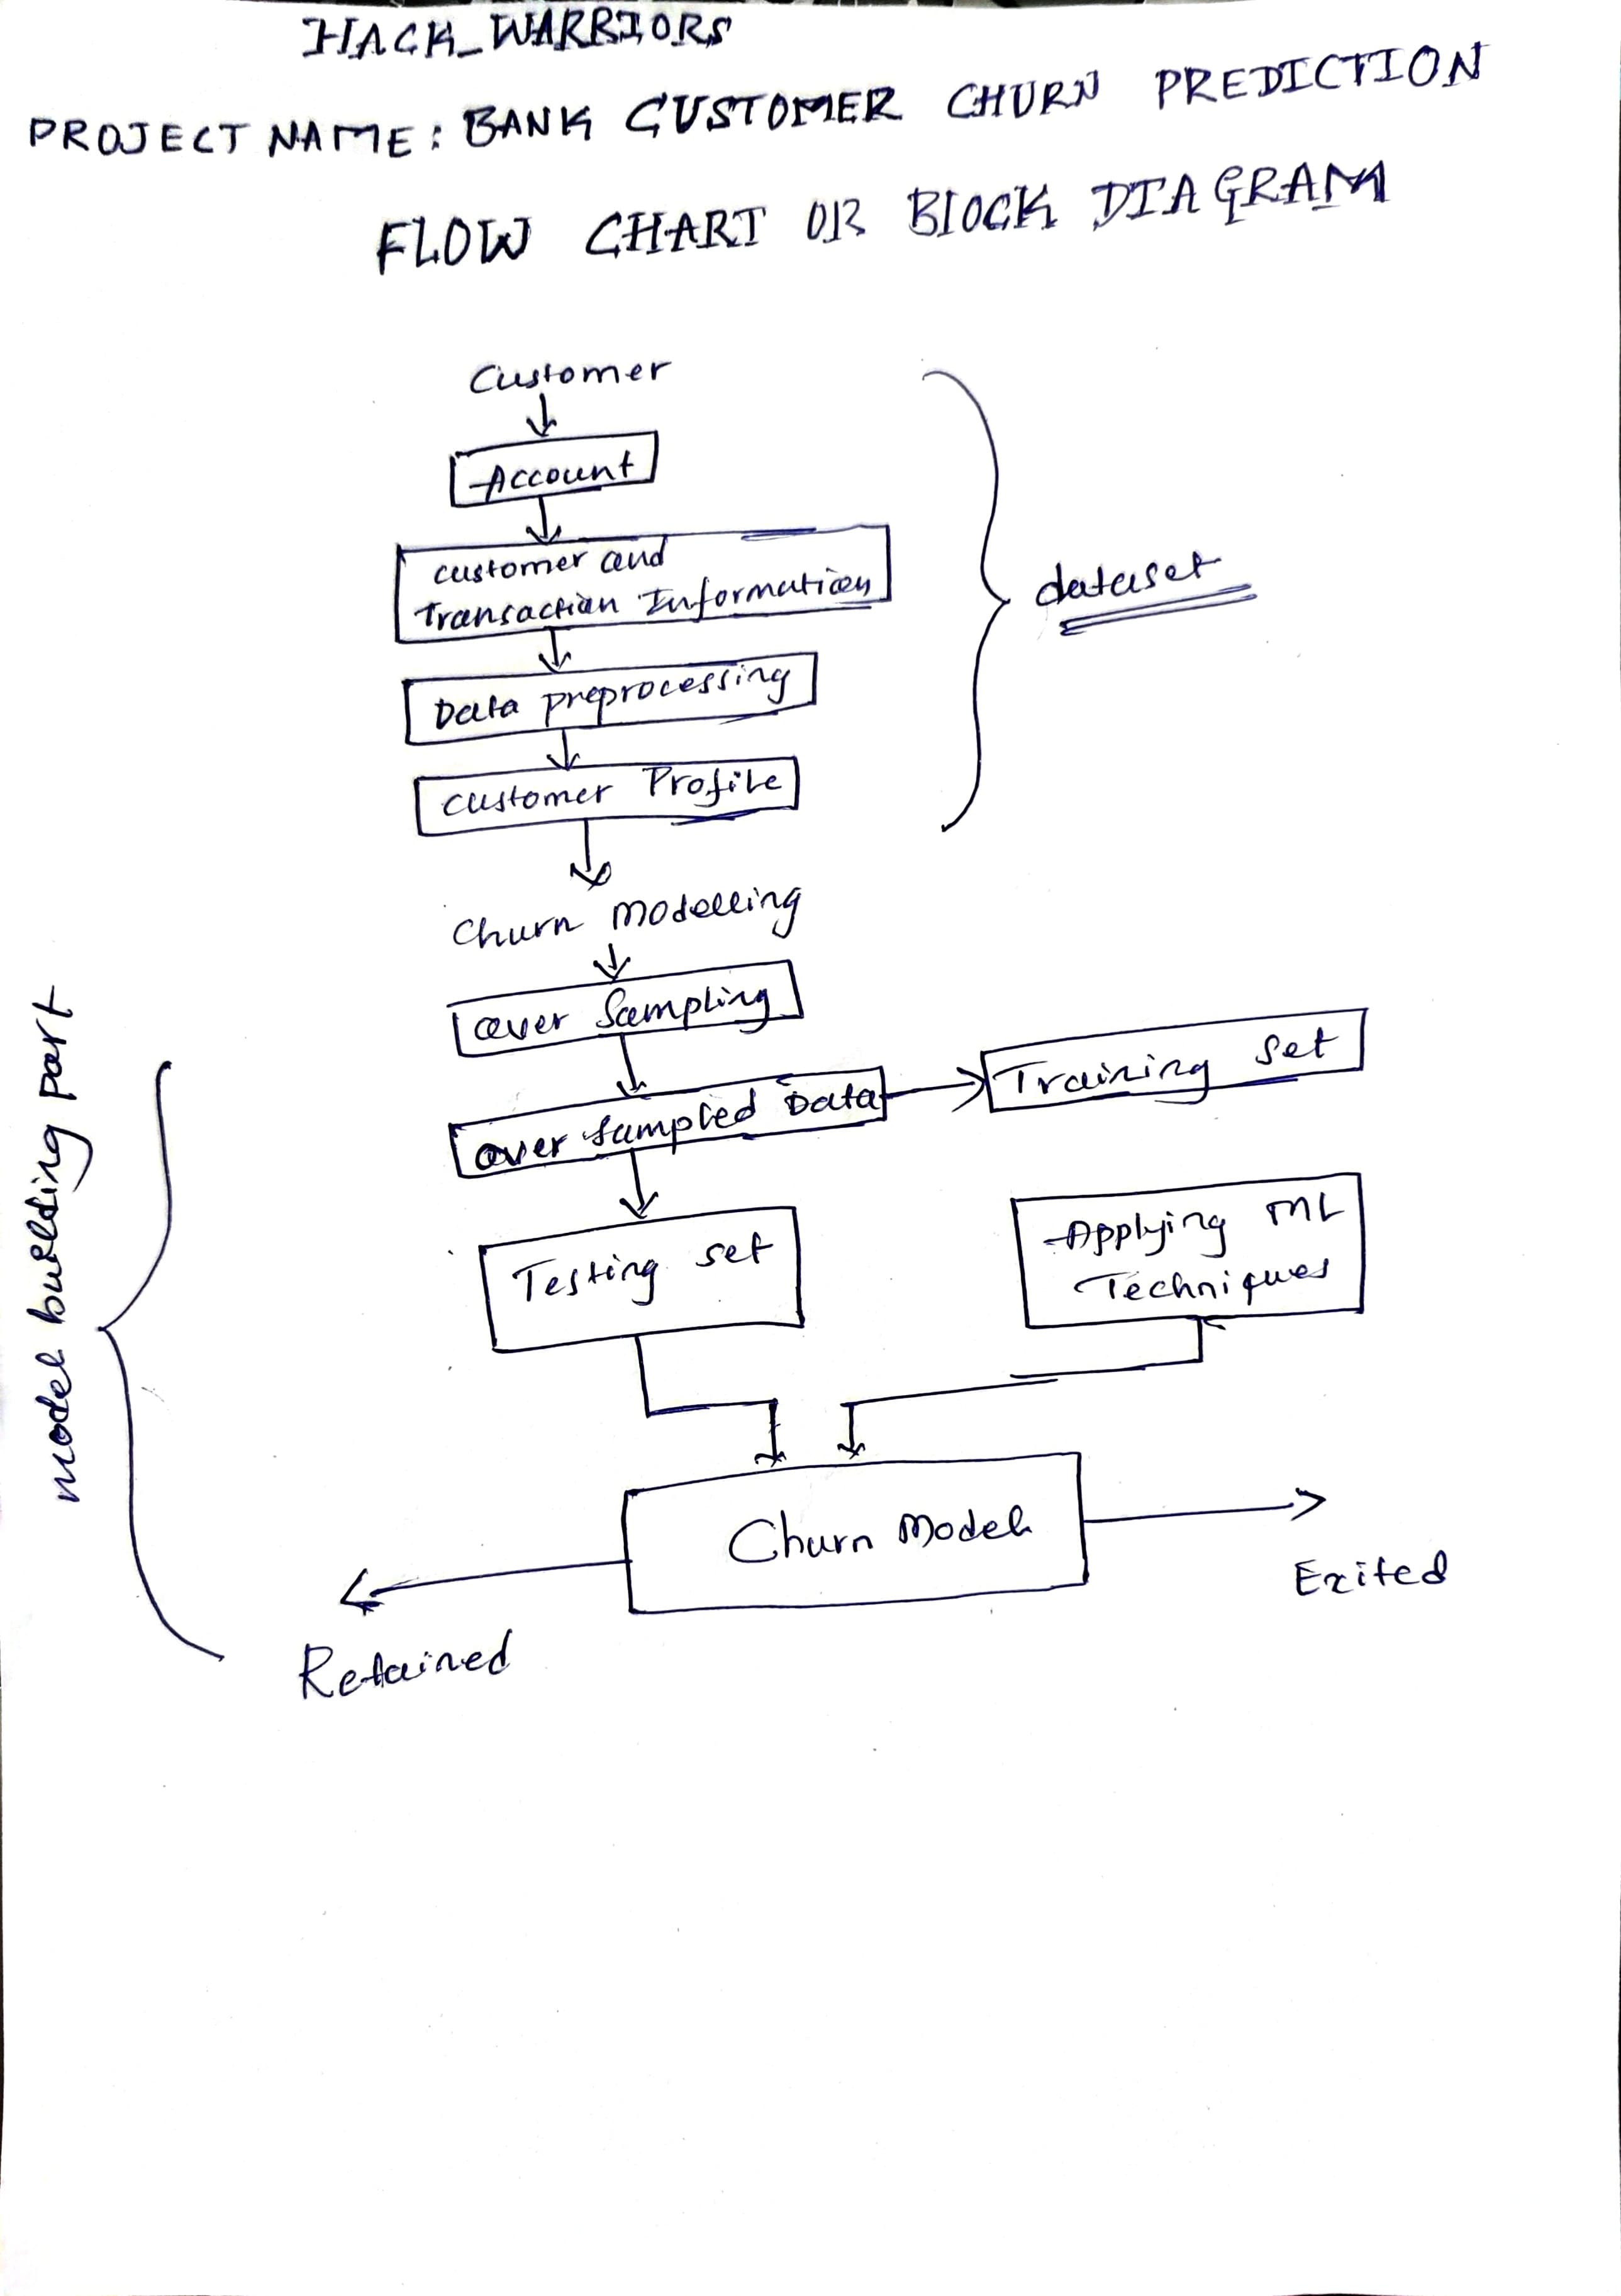 HACK_WARRIORS
PROJECT NAME: BANK CUSTOMER CHURN PREDICTION
FLOW CHART OR BLOCK DIAGRAM
Customer
Account
customer and
Transaction Information
dataset
Data preprocessing
customer Profile
Churn Modelling
over Sampling
over sampled Data
Training set
Testing set
Applying ML
Techniques
model building part
Churn Model
Exited
Retained